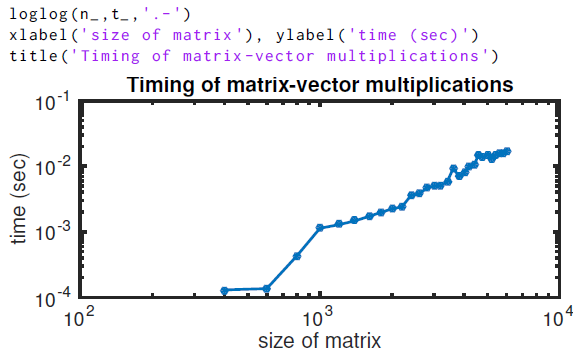 loglog(n_,t_,'.-')
xlabel('size of matrix'), ylabel('time (sec)')
title('Timing of matrix-vector multiplications')
Timing of matrix-vector multiplications
10^-1
10^-2
10^-3
10^-4
time (sec)
10^2
10^3
10^4
size of matrix